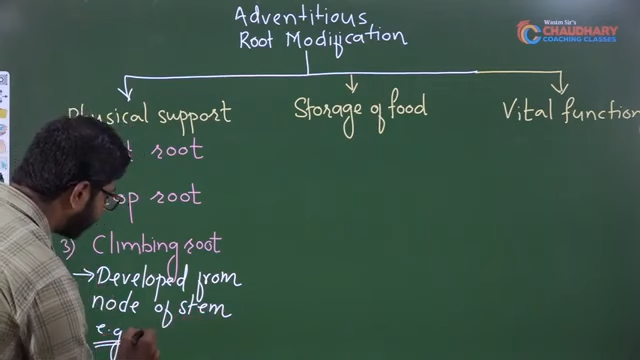 Adventitious
Root Modification
Wasim Sir's
CHAUDHARY
COACHING CLASSES
Physical support
Storage of food
Vital function
root
root
3) Climbing root
→ Developed from
node of stem
e.g